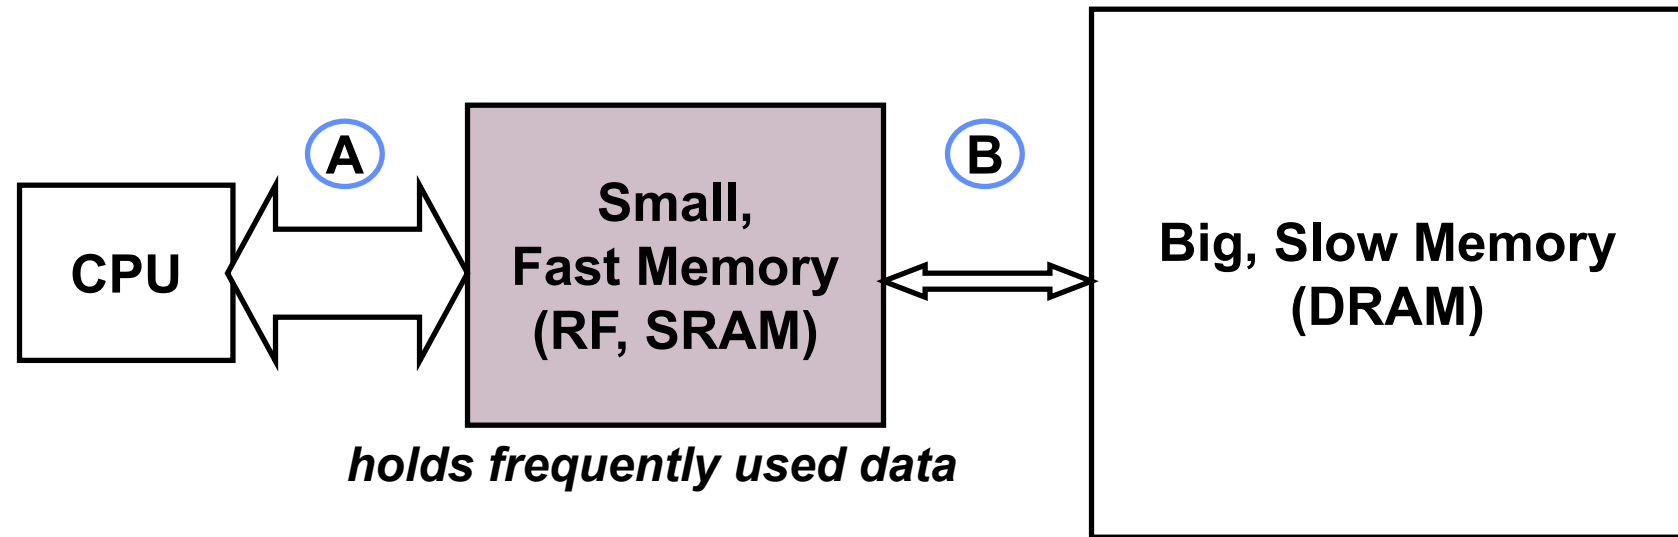 A
B
CPU
Small,
Fast Memory
(RF, SRAM)
Big, Slow Memory
(DRAM)
holds frequently used data